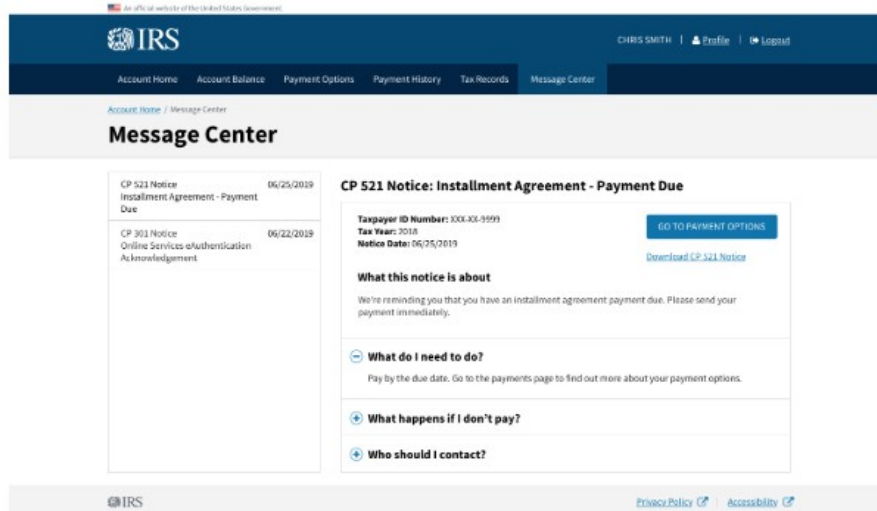 An official website of the United States Government
IRS
CHRIS SMITH | Profile | Logout
Account Home Account Balance Payment Options Payment History Tax Records Message Center
Account Home / Message Center
Message Center
CP 521 Notice 06/25/2019
Installment Agreement - Payment
Due
CP 301 Notice 06/22/2019
Online Services eAuthentication
Acknowledgement
CP 521 Notice: Installment Agreement - Payment Due
Taxpayer ID Number: XXX-XX-9999
Tax Year: 2018
Notice Date: 06/25/2019
GO TO PAYMENT OPTIONS
Download CP 521 Notice
What this notice is about
We're reminding you that you have an installment agreement payment due. Please send your
payment immediately.
What do I need to do?
Pay by the due date. Go to the payments page to find out more about your payment options.
What happens if I don't pay?
Who should I contact?
IRS
Privacy Policy | Accessibility